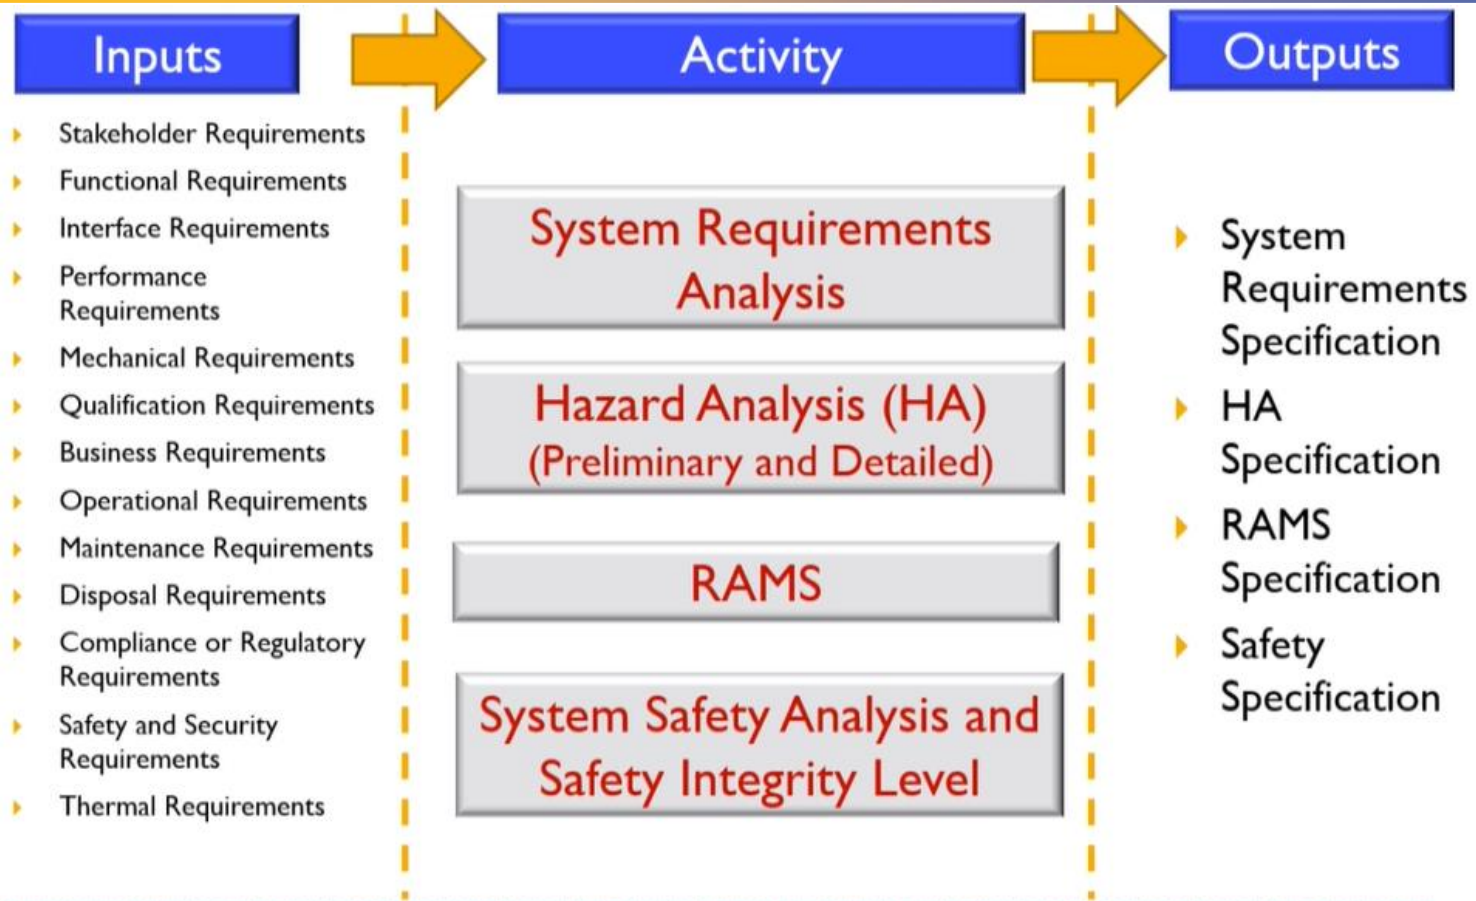 Inputs
Activity
Outputs
Stakeholder Requirements
Functional Requirements
Interface Requirements
Performance
Requirements
Mechanical Requirements
Qualification Requirements
Business Requirements
Operational Requirements
Maintenance Requirements
Disposal Requirements
Compliance or Regulatory
Requirements
Safety and Security
Requirements
Thermal Requirements
System Requirements
Analysis
Hazard Analysis (HA)
(Preliminary and Detailed)
RAMS
System Safety Analysis and
Safety Integrity Level
System
Requirements
Specification
HA
Specification
RAMS
Specification
Safety
Specification